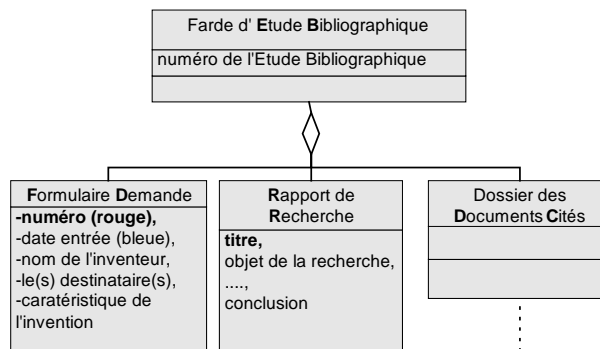 Farde d' Etude Bibliographique
numéro de l'Etude Bibliographique
Formulaire Demande
-numéro (rouge),
-date entrée (bleue),
-nom de l'inventeur,
-le(s) destinataire(s),
-caratéristique de
l'invention
Rapport de
Recherche
titre,
objet de la recherche,
....,
conclusion
Dossier des
Documents Cités